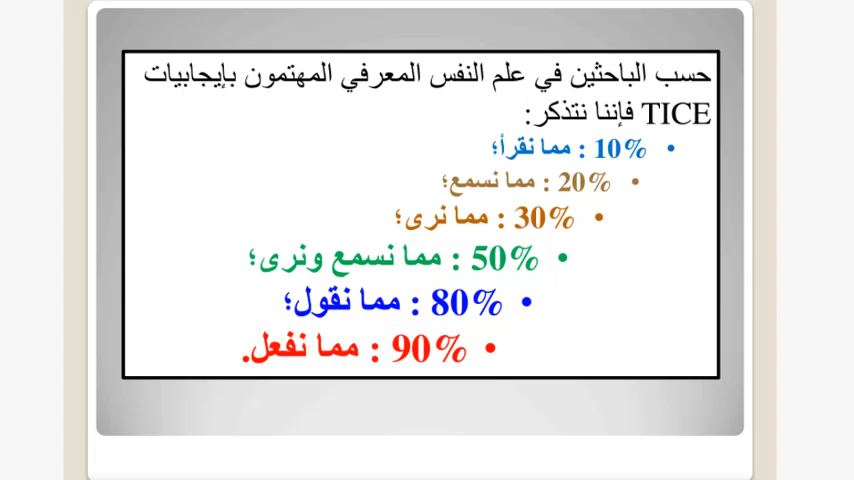 حسب الباحثين في علم النفس المعرفي المهتمون بإيجابيات
TICE فإننا نتذكر:
• 10% : مما نقرأ؛
• 20% : مما نسمع؛
• 30% : مما نرى؛
• 50% : مما نسمع ونرى؛
• 80% : مما نقول؛
• 90% : مما نفعل.